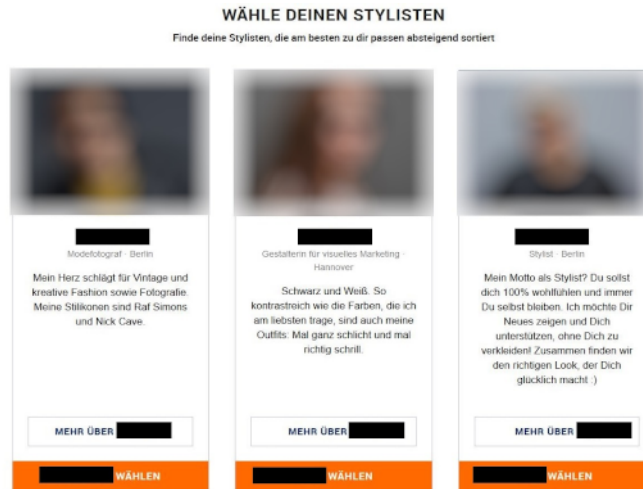 WÄHLE DEINEN STYLISTEN
Finde deine Stylisten, die am besten zu dir passen absteigend sortiert
Modefotograf - Berlin
Mein Herz schlägt für Vintage und
kreative Fashion sowie Fotografie.
Meine Stilikonen sind Raf Simons
und Nick Cave.
MEHR ÜBER
WÄHLEN
Gestalterin für visuelles Marketing -
Hannover
Schwarz und Weiß. So
kontrastreich wie die Farben, die ich
am liebsten trage, sind auch meine
Outfits: Mal ganz schlicht und mal
richtig schrill.
MEHR ÜBER
WÄHLEN
Stylist - Berlin
Mein Motto als Stylist? Du sollst
dich 100% wohlfühlen und immer
Du selbst bleiben. Ich möchte Dir
Neues zeigen und Dich
unterstützen, ohne Dich zu
verkleiden! Zusammen finden wir
den richtigen Look, der Dich
glücklich macht :)
MEHR ÜBER
WÄHLEN